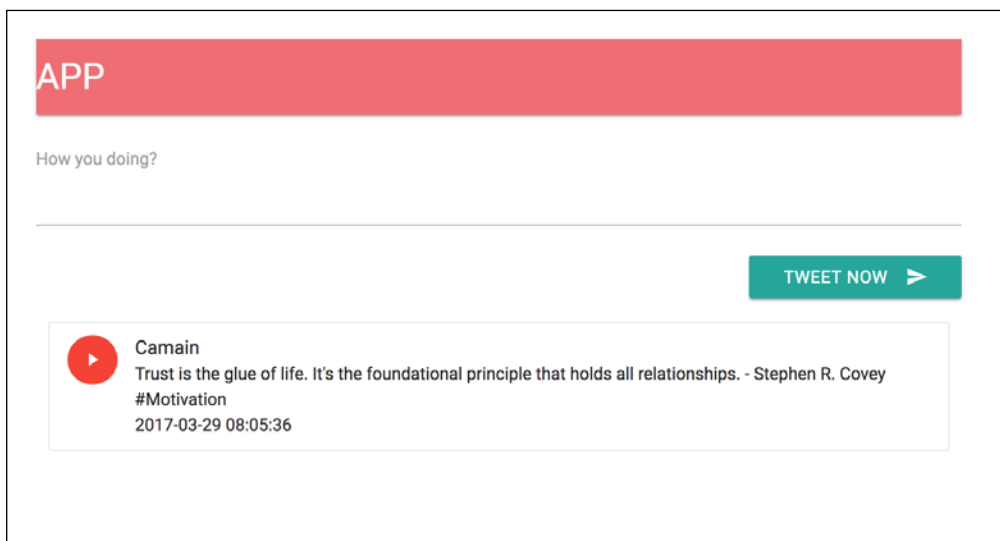 APP
How you doing?
TWEET NOW
Camain
Trust is the glue of life. It's the foundational principle that holds all relationships. - Stephen R. Covey
#Motivation
2017-03-29 08:05:36